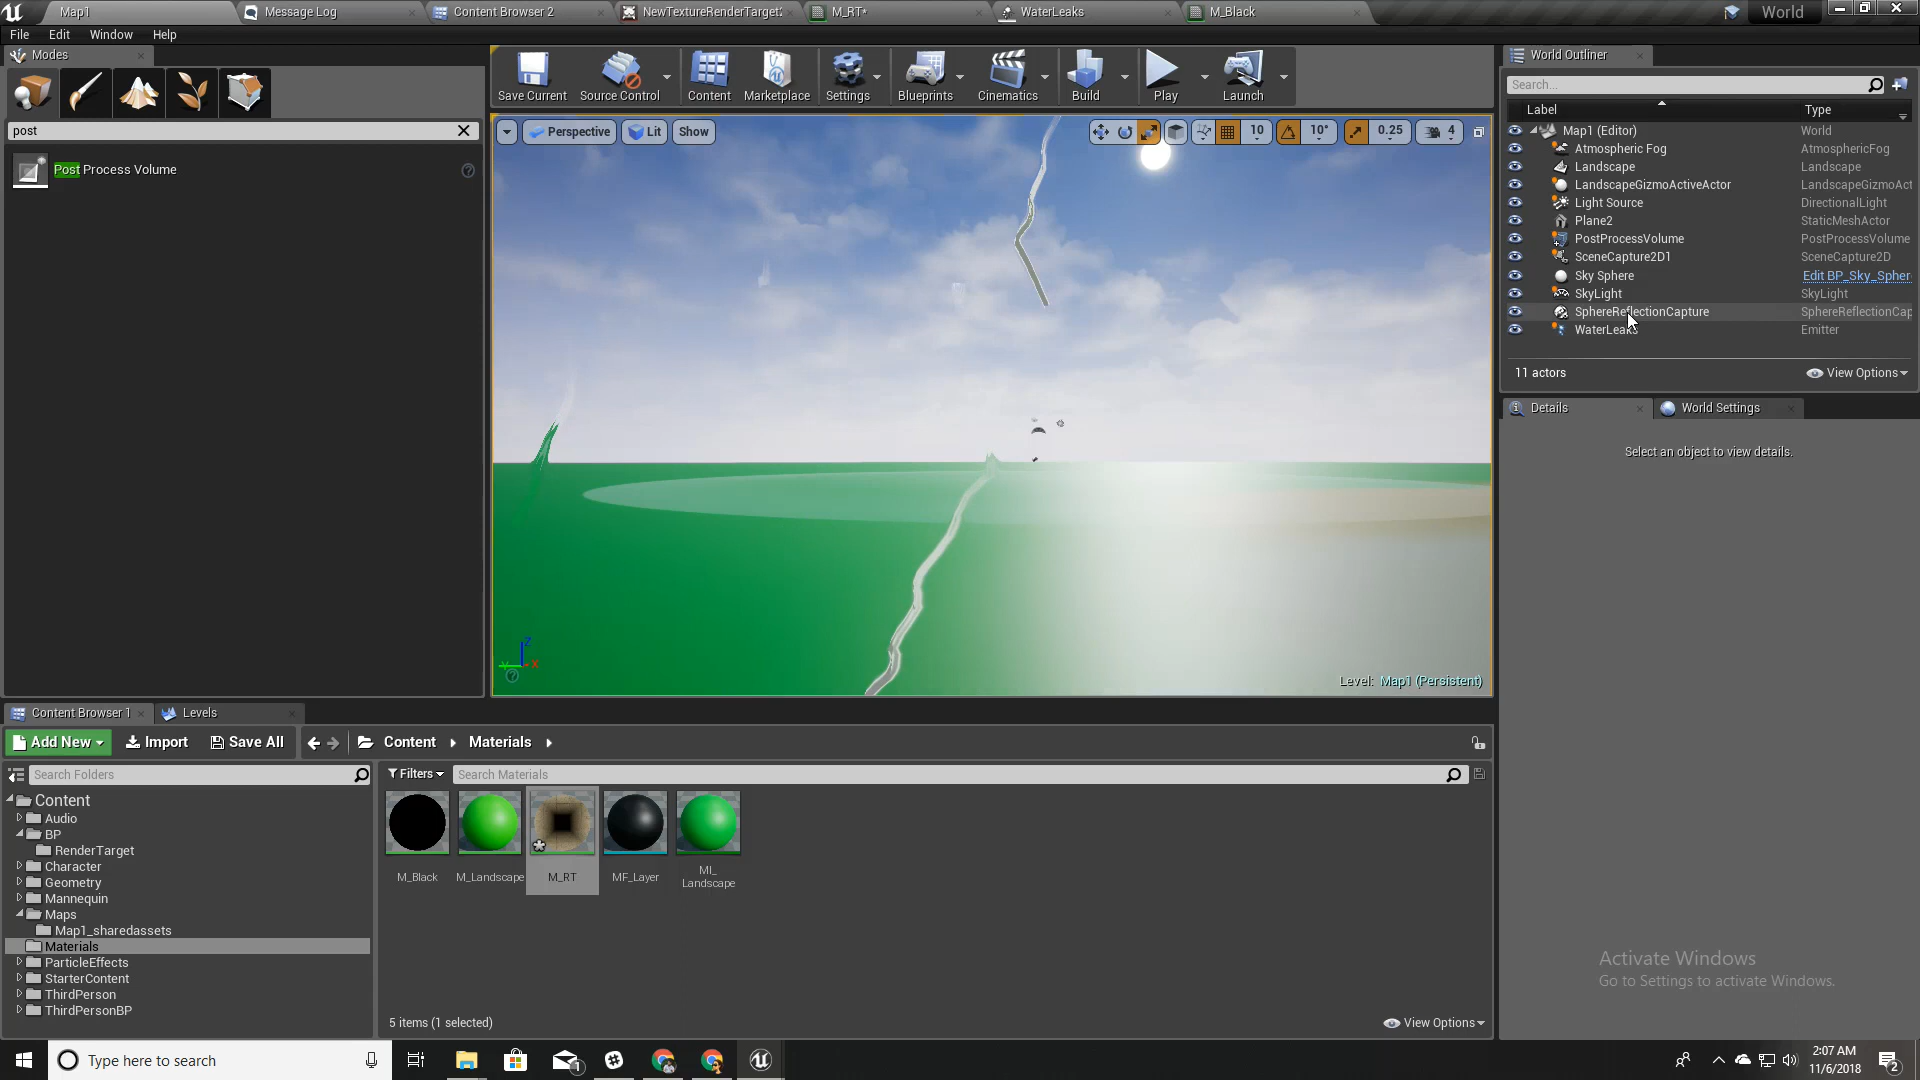 Map1
Message Log
Content Browser 2
NewTextureRenderTarget
M_RT*
WaterLeaks
M_Black
World
File
Edit
Window
Help
Modes
World Outliner
Save Current
Source Control
Content
Marketplace
Settings
Blueprints
Cinematics
Build
Play
Launch
post
Post Process Volume
Perspective
Lit
Show
10
10°
0.25
4
Search...
Label
Type
Map1 (Editor)
World
Atmospheric Fog
AtmosphericFog
Landscape
Landscape
LandscapeGizmoActiveActor
LandscapeGizmoAct
Light Source
DirectionalLight
Plane2
StaticMeshActor
PostProcessVolume
PostProcessVolume
SceneCapture2D1
SceneCapture2D
Sky Sphere
Edit BP_Sky_Spher
SkyLight
SkyLight
SphereReflectionCapture
SphereReflectionCap
WaterLeaks
Emitter
11 actors
View Options
Details
World Settings
Select an object to view details.
Z
X
Y
Level: Map1 (Persistent)
Content Browser 1
Levels
Add New
Import
Save All
Content
Materials
Search Folders
Filters
Search Materials
Content
Audio
BP
RenderTarget
Character
Geometry
Mannequin
Maps
Map1_sharedassets
Materials
ParticleEffects
StarterContent
ThirdPerson
ThirdPersonBP
M_Black
M_Landscape
M_RT
MF_Layer
MI_
Landscape
5 items (1 selected)
View Options
Activate Windows
Go to Settings to activate Windows.
Type here to search
1
2:07 AM
11/6/2018
2